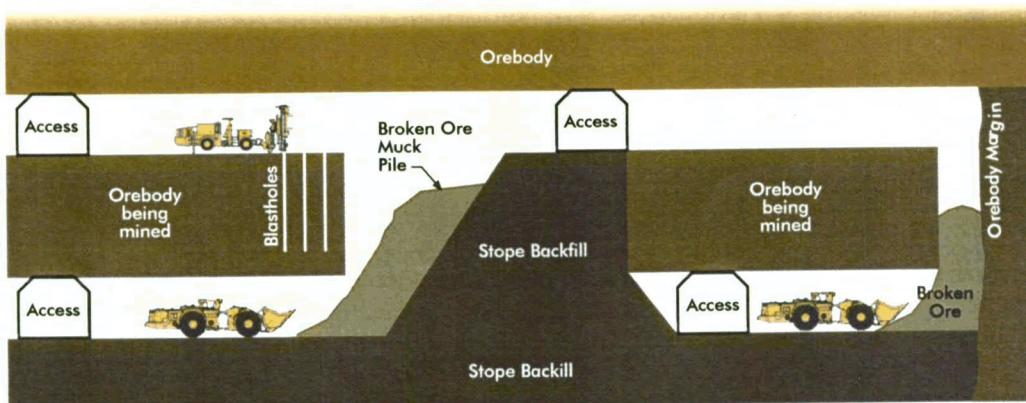 Orebody
Access
Broken Ore
Muck
Pile
Access
Orebody
being
mined
Blastholes
Orebody
being
mined
Orebody Margin
Stope Backfill
Access
Access
Broken
Ore
Stope Backill